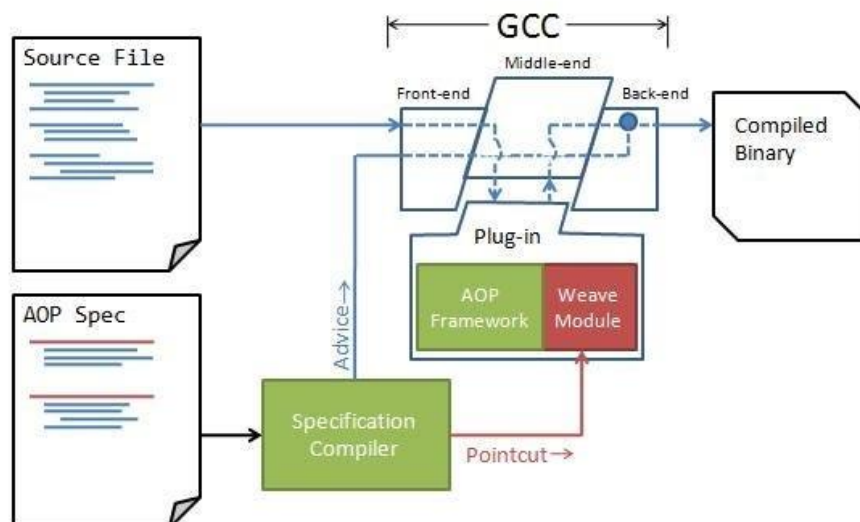 GCC
Source File
Middle-end
Front-end
Back-end
Compiled
Binary
Plug-in
AOP
Framework
Weave
Module
AOP Spec
Advice→
Specification
Compiler
Pointcut→